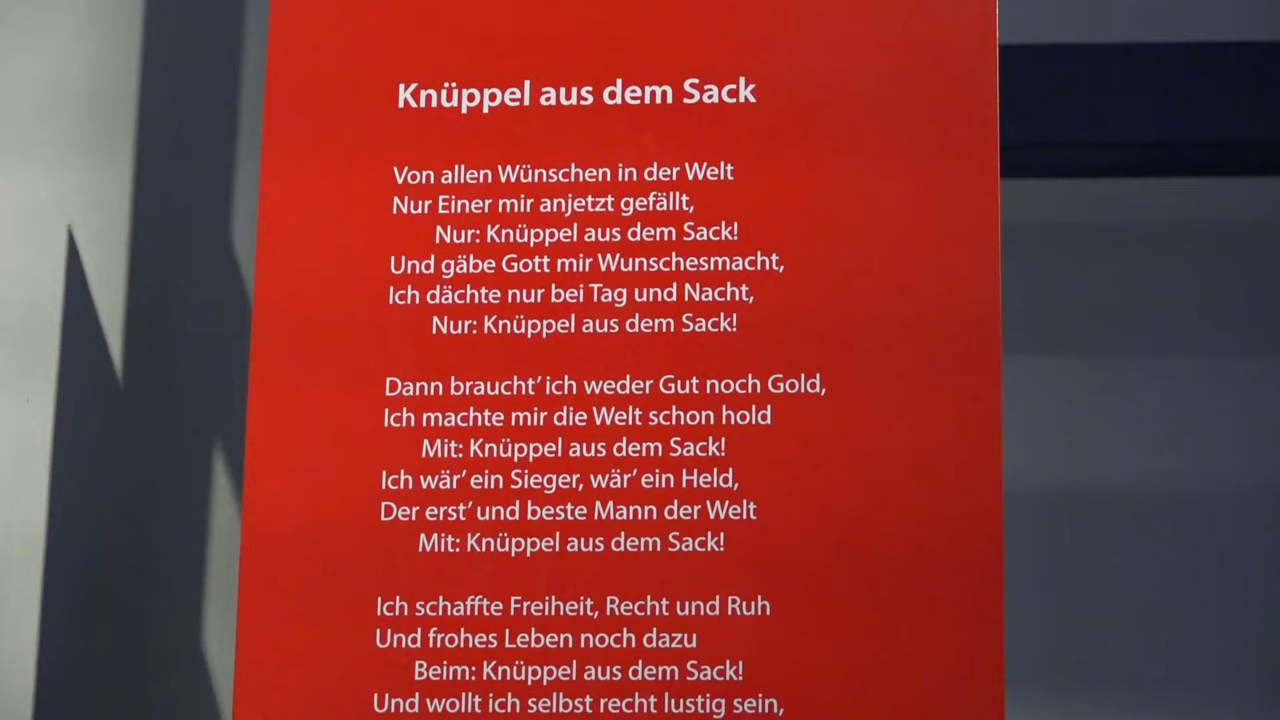 Knüppel aus dem Sack
Von allen Wünschen in der Welt
Nur Einer mir anjetzt gefällt,
Nur: Knüppel aus dem Sack!
Und gäbe Gott mir Wunschesmacht,
Ich dächte nur bei Tag und Nacht,
Nur: Knüppel aus dem Sack!
Dann braucht’ ich weder Gut noch Gold,
Ich machte mir die Welt schon hold
Mit: Knüppel aus dem Sack!
Ich wär’ ein Sieger, wär’ ein Held,
Der erst’ und beste Mann der Welt
Mit: Knüppel aus dem Sack!
Ich schaffte Freiheit, Recht und Ruh
Und frohes Leben noch dazu
Beim: Knüppel aus dem Sack!
Und wollt ich selbst recht lustig sein,